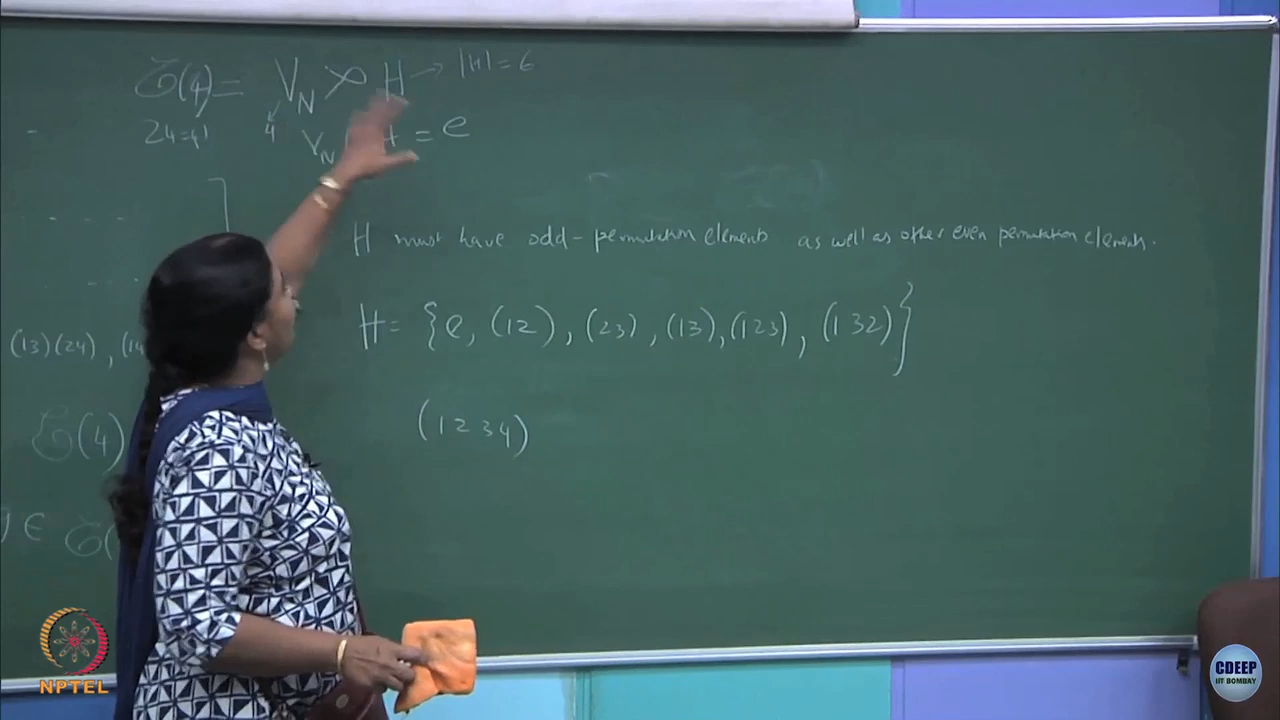 𝔖(4) = V_N ⋊ H → |H| = 6
24 = 4! 4 V_N H = e
H must have odd-permutation elements as well as other even permutation elements.
H = {e, (12), (23), (13), (123), (132)}
(13)(24), (14
𝔖(4)
(1234)
∈ 𝔖(
NPTEL
CDEEP
IIT BOMBAY